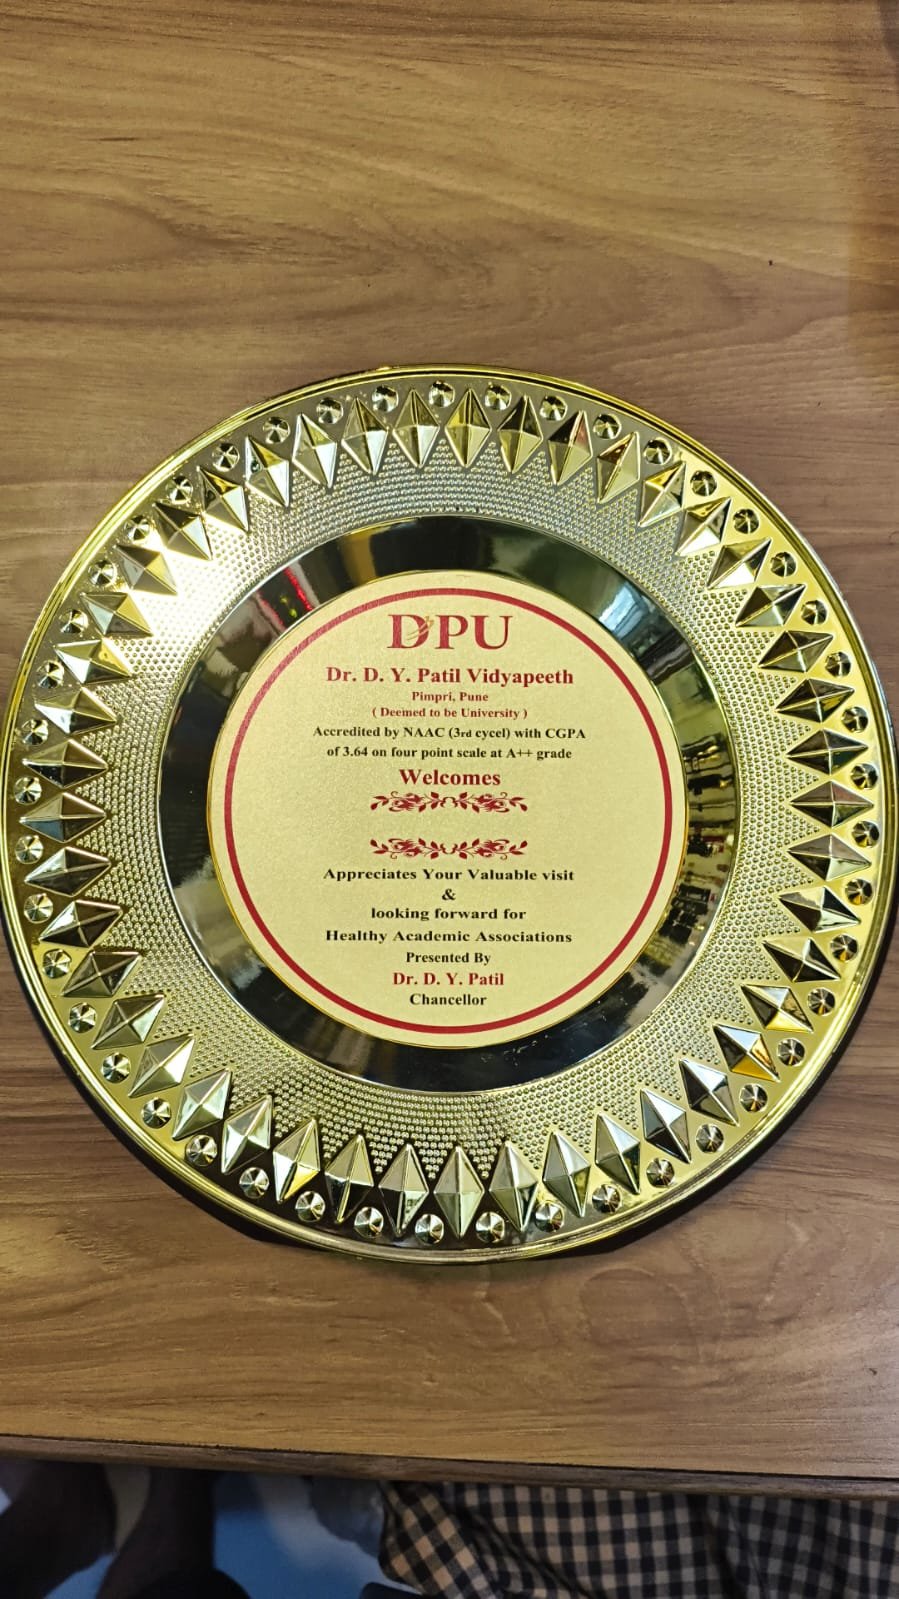 DPU
Dr. D. Y. Patil Vidyapeeth
Pimpri, Pune
( Deemed to be University )
Accredited by NAAC (3rd cycel) with CGPA
of 3.64 on four point scale at A++ grade
Welcomes
Appreciates Your Valuable visit
&
looking forward for
Healthy Academic Associations
Presented By
Dr. D. Y. Patil
Chancellor